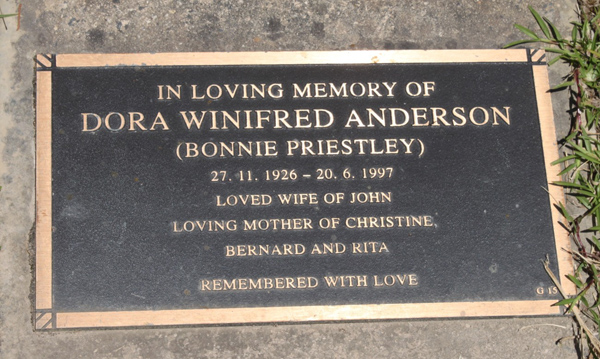 IN LOVING MEMORY OF
DORA WINIFRED ANDERSON
(BONNIE PRIESTLEY)
27. 11. 1926 – 20. 6. 1997
LOVED WIFE OF JOHN
LOVING MOTHER OF CHRISTINE,
BERNARD AND RITA
REMEMBERED WITH LOVE
G 15